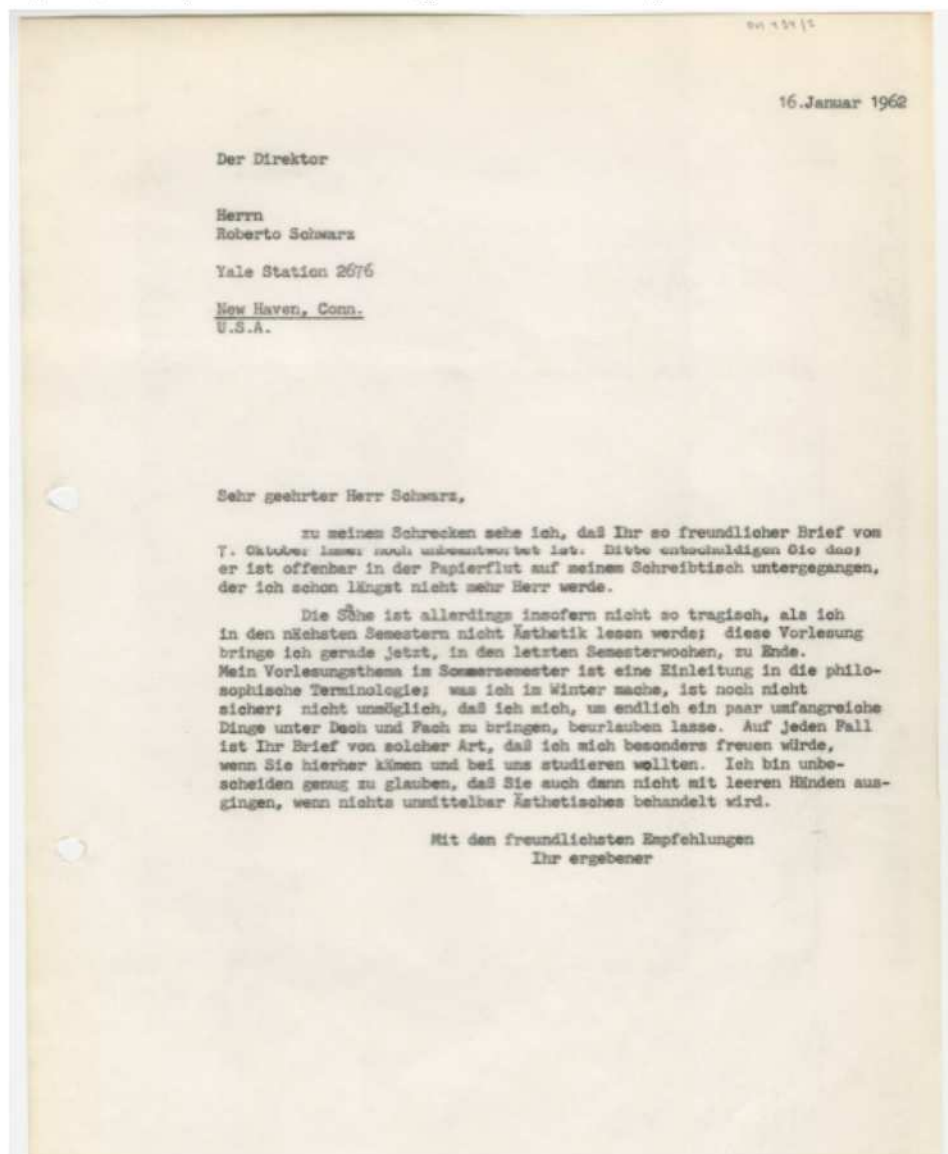 16.Januar 1962
Der Direktor
Herrn
Roberto Schwarz
Yale Station 2676
New Haven, Conn.
U.S.A.
Sehr geehrter Herr Schwarz,
zu meinem Schrecken sehe ich, daß Ihr so freundlicher Brief vom
7. Oktober immer noch unbeantwortet ist. Bitte entschuldigen Sie das;
er ist offenbar in der Papierflut auf meinem Schreibtisch untergegangen,
der ich schon längst nicht mehr Herr werde.
Die Sache ist allerdings insofern nicht so tragisch, als ich
in den nächsten Semestern nicht Ästhetik lesen werde; diese Vorlesung
bringe ich gerade jetzt, in den letzten Semesterwochen, zu Ende.
Mein Vorlesungsthema im Sommersemester ist eine Einleitung in die philo-
sophische Terminologie; was ich im Winter mache, ist noch nicht
sicher; nicht unmöglich, daß ich mich, um endlich ein paar umfangreiche
Dinge unter Dach und Fach zu bringen, beurlauben lasse. Auf jeden Fall
ist Ihr Brief von solcher Art, daß ich mich besonders freuen würde,
wenn Sie hierher kämen und bei uns studieren wollten. Ich bin unbe-
scheiden genug zu glauben, daß Sie auch dann nicht mit leeren Händen aus-
gingen, wenn nichts unmittelbar Ästhetisches behandelt wird.
Mit den freundlichsten Empfehlungen
Ihr ergebener